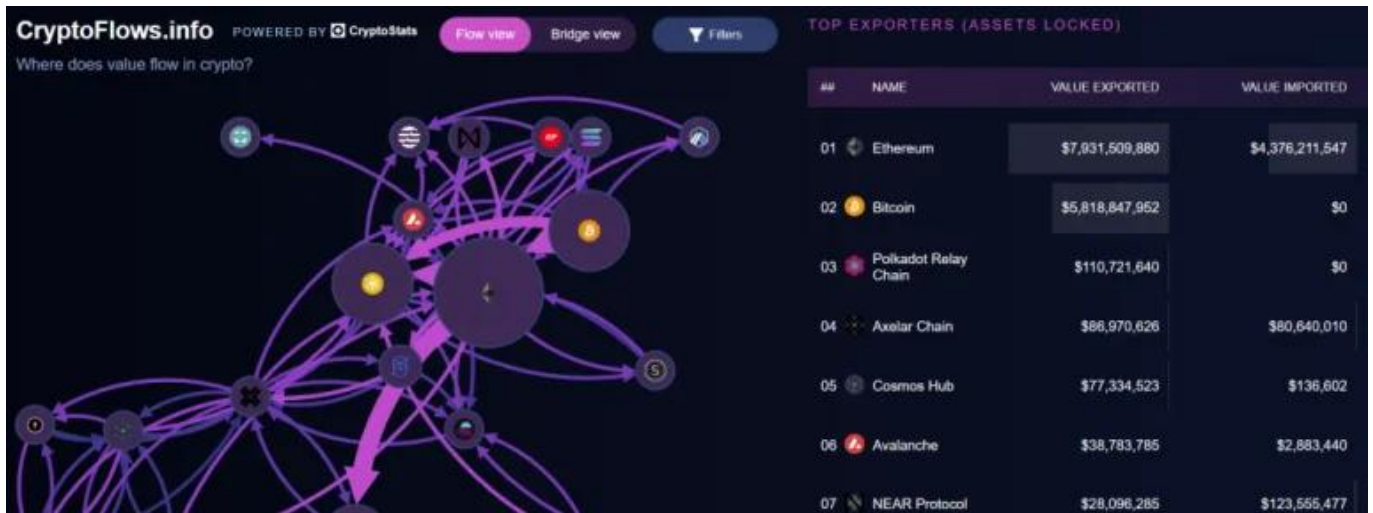 CryptoFlows.info POWERED BY CryptoStats Flow view Bridge view Filters
Where does value flow in crypto?
TOP EXPORTERS (ASSETS LOCKED)
## NAME VALUE EXPORTED VALUE IMPORTED
01 Ethereum $7,931,509,880 $4,376,211,547
02 Bitcoin $5,818,847,952 $0
03 Polkadot Relay Chain $110,721,640 $0
04 Axelar Chain $86,970,626 $80,640,010
05 Cosmos Hub $77,334,523 $136,602
06 Avalanche $38,783,785 $2,883,440
07 NEAR Protocol $28,096,285 $123,555,477